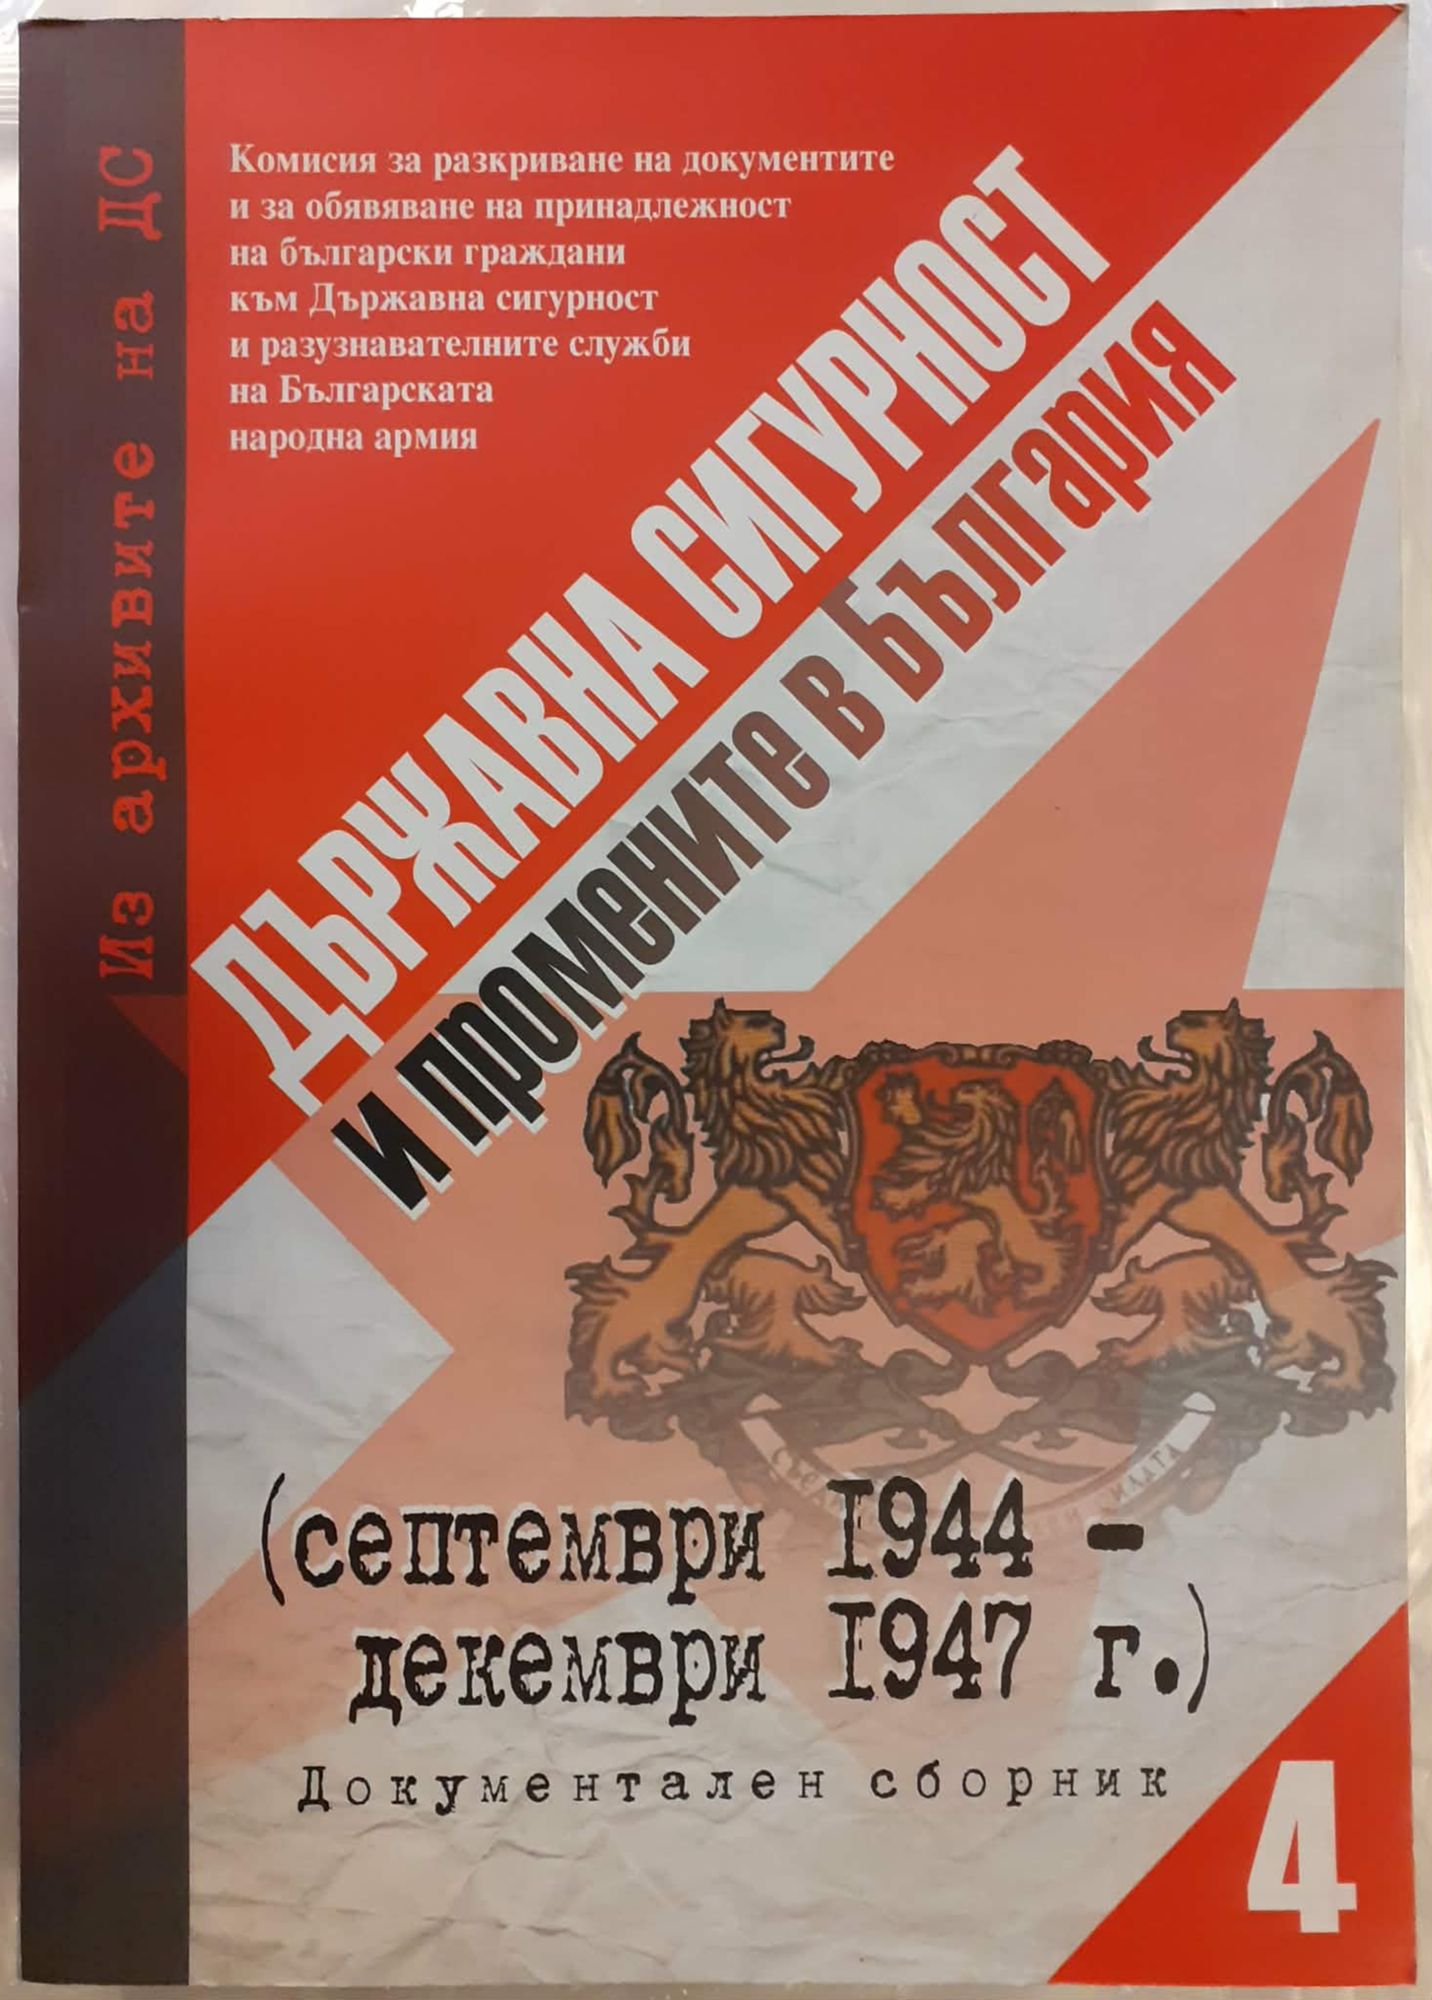 Из архивите на ДС
Комисия за разкриване на документите
и за обявяване на принадлежност
на български граждани
към Държавна сигурност
и разузнавателните служби
на Българската
народна армия
ДЪРЖАВНА СИГУРНОСТ
и промените в България
(септември 1944 –
декември 1947 г.)
Документален сборник
4